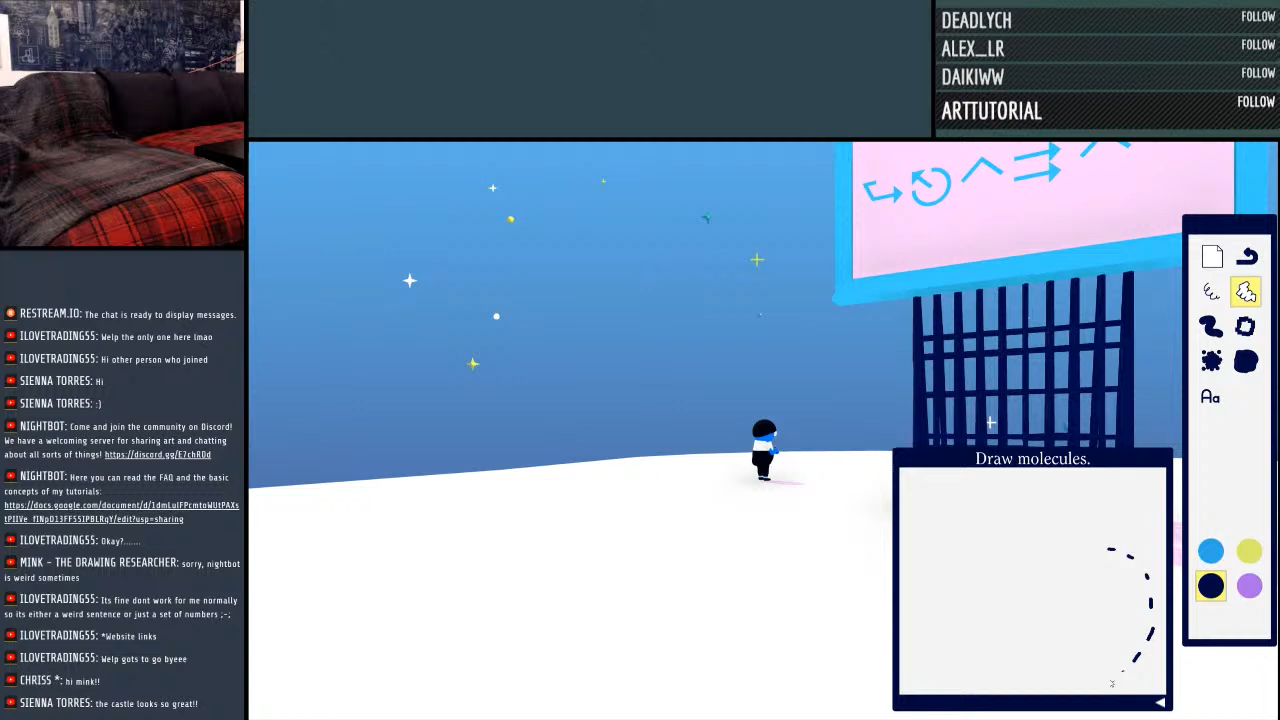 DEADLYCH FOLLOW
ALEX_LR FOLLOW
DAIKIWW FOLLOW
ARTTUTORIAL FOLLOW
RESTREAM.IO: The chat is ready to display messages.
ILOVETRADING55: Welp the only one here lmao
ILOVETRADING55: Hi other person who joined
SIENNA TORRES: Hi
SIENNA TORRES: :)
NIGHTBOT: Come and join the community on Discord!
We have a welcoming server for sharing art and chatting
about all sorts of things! https://discord.gg/E7chRDd
NIGHTBOT: Here you can read the FAQ and the basic
concepts of my tutorials:
ILOVETRADING55: Okay?.......
MINK - THE DRAWING RESEARCHER: sorry, nightbot
is weird sometimes
ILOVETRADING55: Its fine dont work for me normally
so its either a weird sentence or just a set of numbers ;-;
ILOVETRADING55: *Website links
ILOVETRADING55: Welp gots to go byeee
CHRISS *: hi mink!!
SIENNA TORRES: the castle looks so great!!
Draw molecules.
Aa